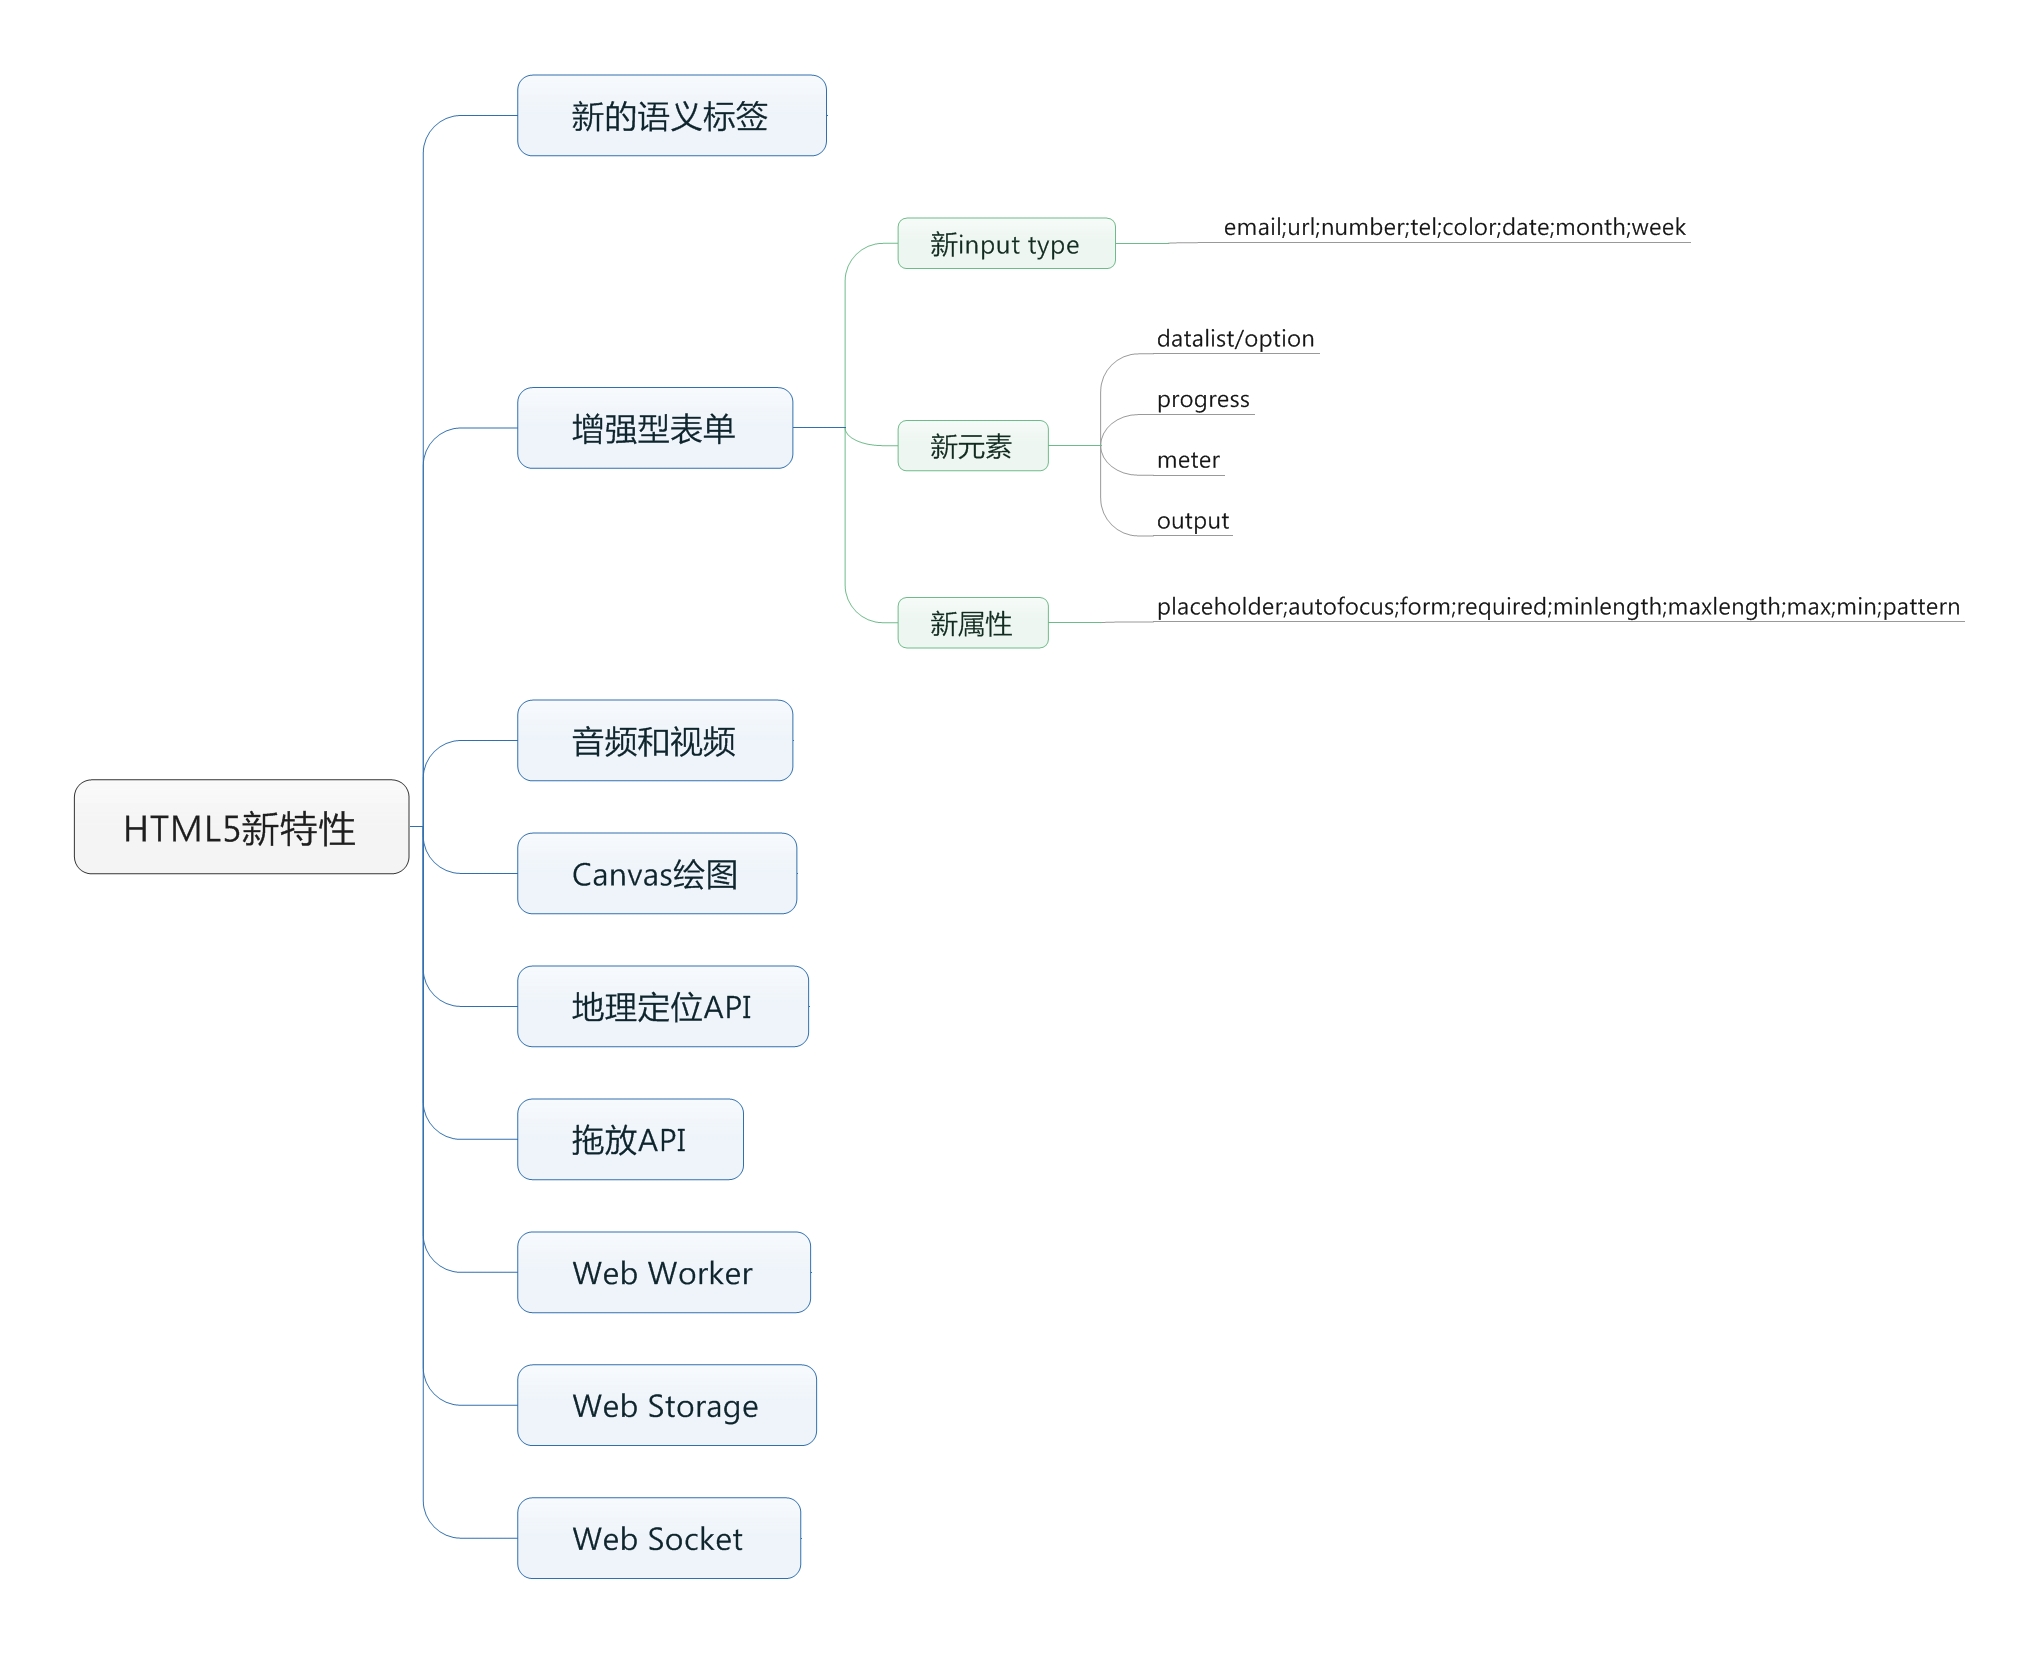 新的语义标签
新input type
email;url;number;tel;color;date;month;week
datalist/option
progress
增强型表单
新元素
meter
output
新属性
placeholder;autofocus;form;required;minlength;maxlength;max;min;pattern
音频和视频
HTML5新特性
Canvas绘图
地理定位API
拖放API
Web Worker
Web Storage
Web Socket